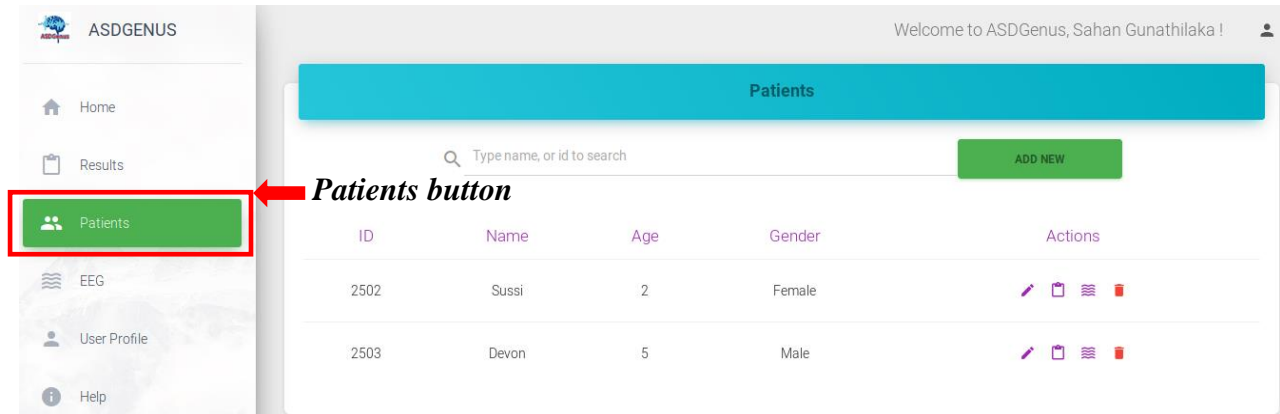 ASDGENUS
Welcome to ASDGenus, Sahan Gunathilaka !
Home
Results
Patients
EEG
User Profile
Help
Patients
Type name, or id to search
ADD NEW
Patients button
ID Name Age Gender Actions
2502 Sussi 2 Female
2503 Devon 5 Male